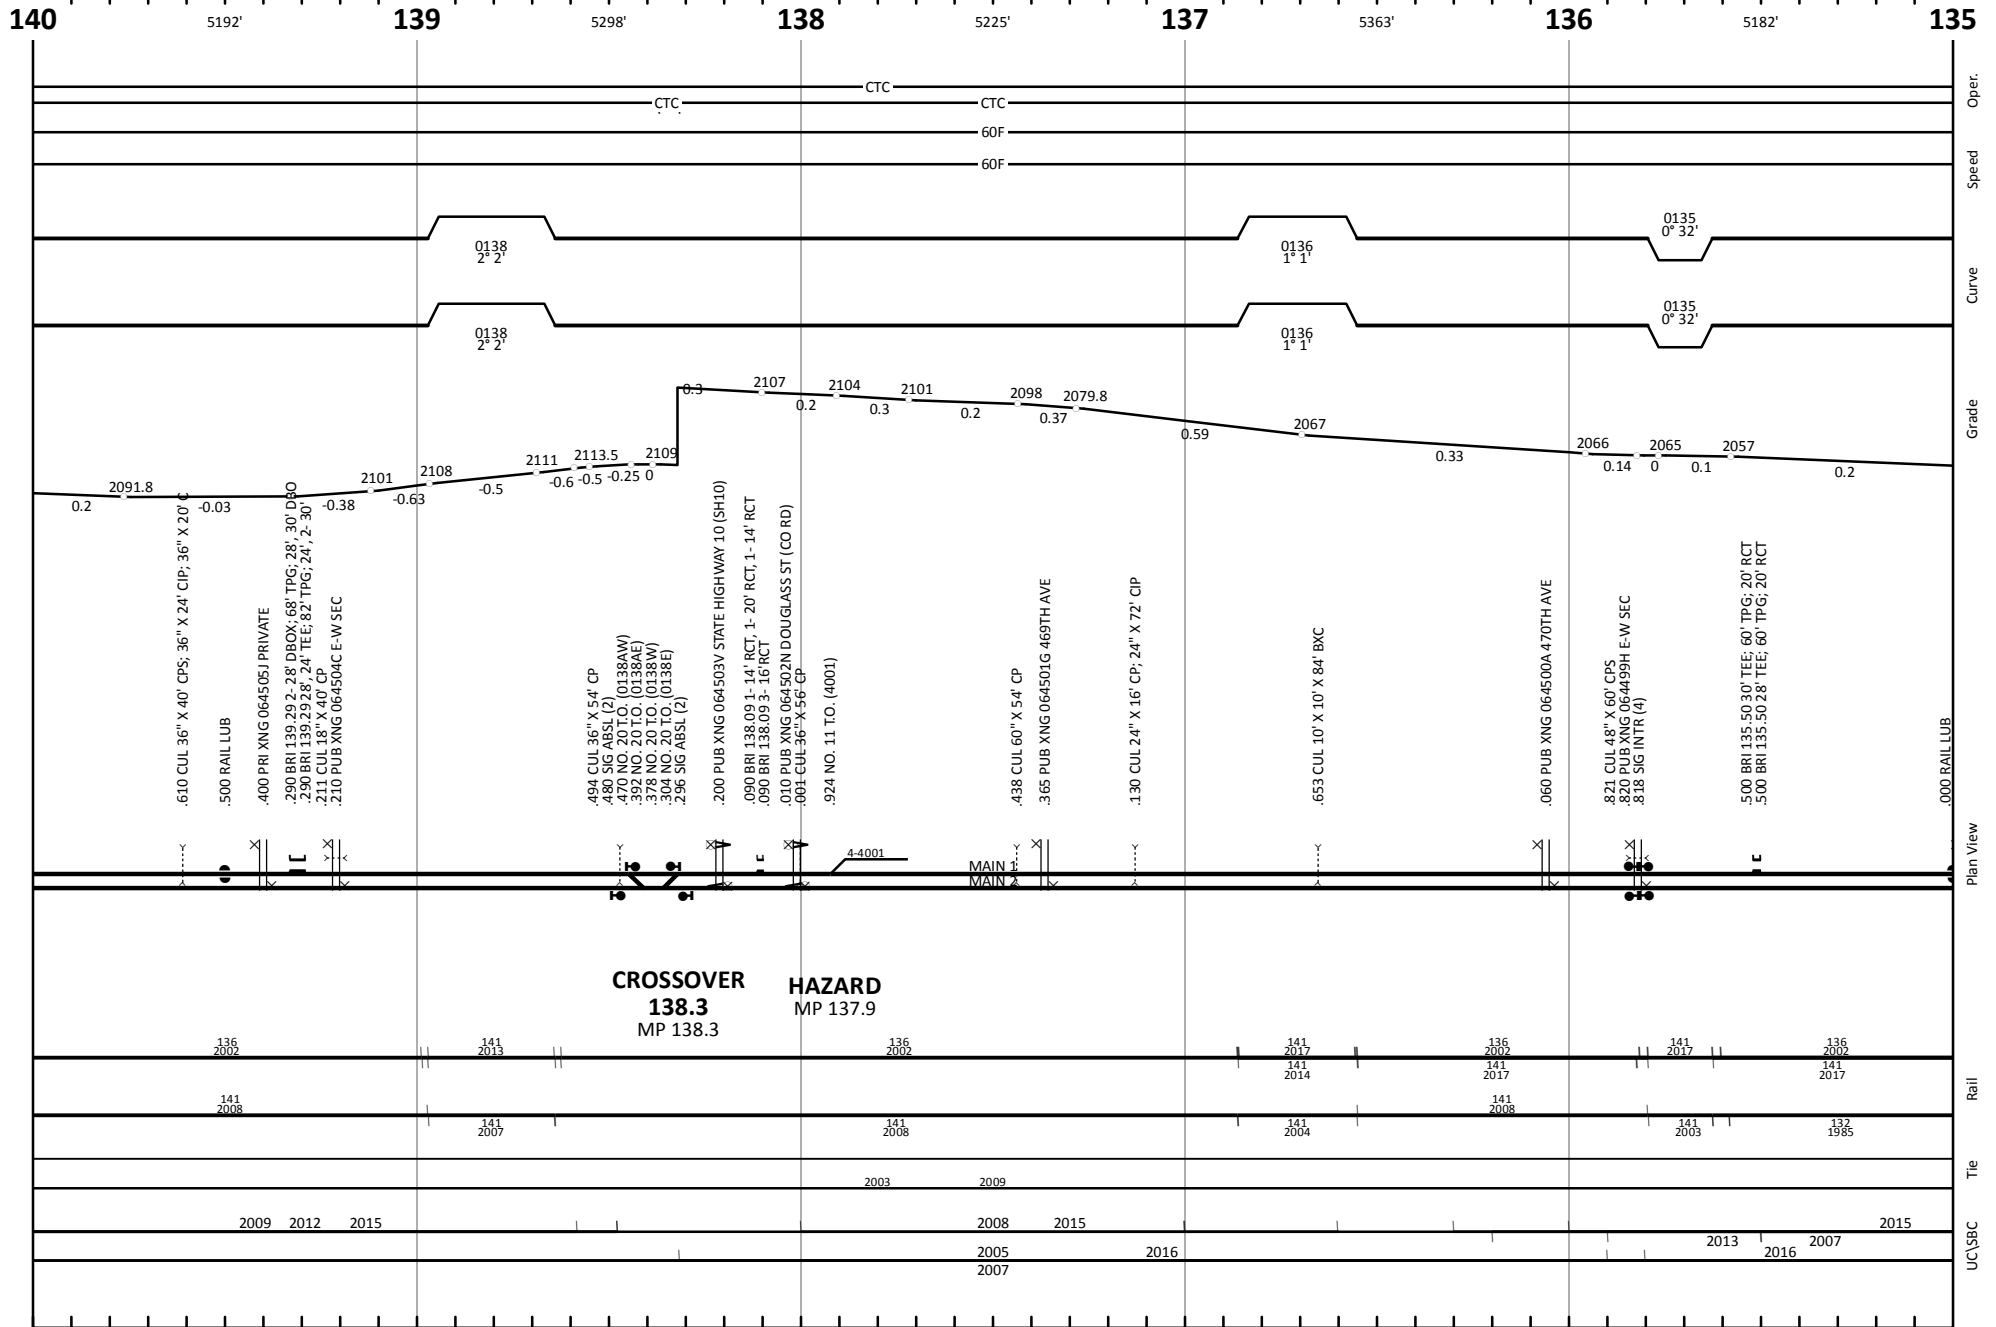 140 5192' 139 5298' 138 5225' 137 5363' 136 5182' 135
CTC
CTC CTC
60F
60F
Oper.
Speed
0138
2° 2'
0136
1° 1'
0135
0° 32'
0138
2° 2'
0136
1° 1'
0135
0° 32'
Curve
2091.8 2101 2108 2111 2113.5 2109 2107 2104 2101 2098 2079.8 2067 2066 2065 2057
0.2 -0.03 -0.38 -0.63 -0.5 -0.6 -0.5 -0.25 0 0.3 0.2 0.3 0.2 0.37 0.59 0.33 0.14 0 0.1 0.2
Grade
.610 CUL 36" X 40' CPS; 36" X 24' CIP; 36" X 20' C
.500 RAIL LUB
.400 PRI XNG 064505J PRIVATE
.290 BRI 139.29 2- 28' DBOX; 68' TPG; 28', 30' DBO
.290 BRI 139.29 28', 24' TEE; 82' TPG; 24', 2- 30'
.211 CUL 18" X 40' CP
.210 PUB XNG 064504C E-W SEC
.494 CUL 36" X 54' CP
.480 SIG ABSL (2)
.470 NO. 20 T.O. (0138AW)
.392 NO. 20 T.O. (0138AE)
.378 NO. 20 T.O. (0138W)
.304 NO. 20 T.O. (0138E)
.296 SIG ABSL (2)
.200 PUB XNG 064503V STATE HIGHWAY 10 (SH10)
.090 BRI 138.09 1- 14' RCT, 1- 20' RCT, 1- 14' RCT
.090 BRI 138.09 3- 16'RCT
.010 PUB XNG 064502N DOUGLASS ST (CO RD)
.001 CUL 36" X 56' CP
.924 NO. 11 T.O. (4001)
.438 CUL 60" X 54' CP
.365 PUB XNG 064501G 469TH AVE
.130 CUL 24" X 16' CP; 24" X 72' CIP
.653 CUL 10' X 10' X 84' BXC
.060 PUB XNG 064500A 470TH AVE
.821 CUL 48" X 60' CPS
.820 PUB XNG 064499H E-W SEC
.818 SIG INTR (4)
.500 BRI 135.50 30' TEE; 60' TPG; 20' RCT
.500 BRI 135.50 28' TEE; 60' TPG; 20' RCT
.000 RAIL LUB
4-4001
MAIN 1
MAIN 2
Plan View
CROSSOVER
138.3
MP 138.3
HAZARD
MP 137.9
136
2002
141
2013
136
2002
141
2017
136
2002
141
2017
136
2002
141
2014
141
2017
141
2017
141
2008
141
2008
141
2007
141
2008
141
2004
141
2003
132
1985
Rail
2003 2009
Tie
2009 2012 2015 2008 2015 2015
2013 2007
2005 2016 2016
2007
UC\SBC